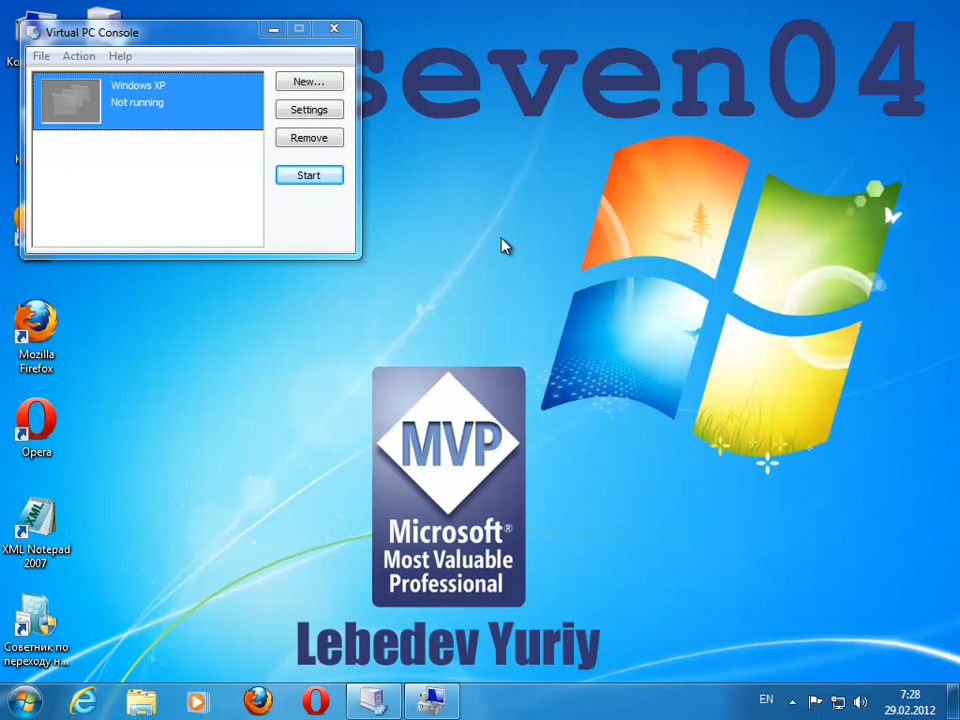 Virtual PC Console
File Action Help
Windows XP
Not running
New...
Settings
Remove
Start
seven04
Mozilla
Firefox
Opera
XML
XML Notepad
2007
Советник по
переходу н...
MVP
Microsoft®
Most Valuable
Professional
Lebedev Yuriy
EN
7:28
29.02.2012